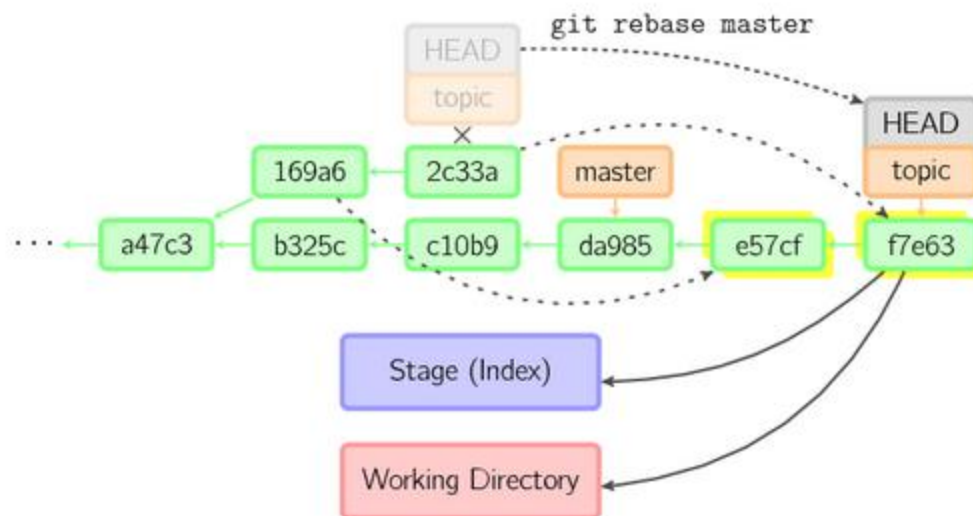 git rebase master
HEAD
topic
HEAD
topic
169a6
2c33a
master
...
a47c3
b325c
c10b9
da985
e57cf
f7e63
Stage (Index)
Working Directory